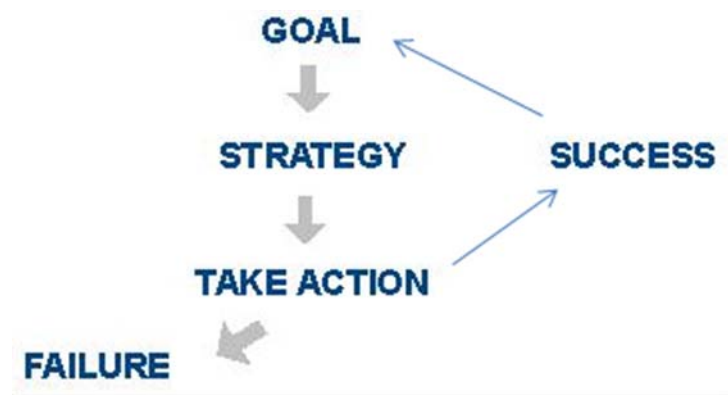 GOAL
STRATEGY
SUCCESS
TAKE ACTION
FAILURE